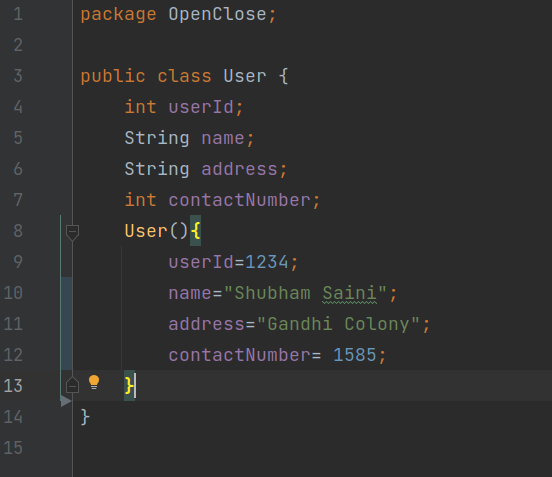 1 package OpenClose;
2
3 public class User {
4     int userId;
5     String name;
6     String address;
7     int contactNumber;
8     User(){
9         userId=1234;
10         name="Shubham Saini";
11         address="Gandhi Colony";
12         contactNumber= 1585;
13     }
14 }
15